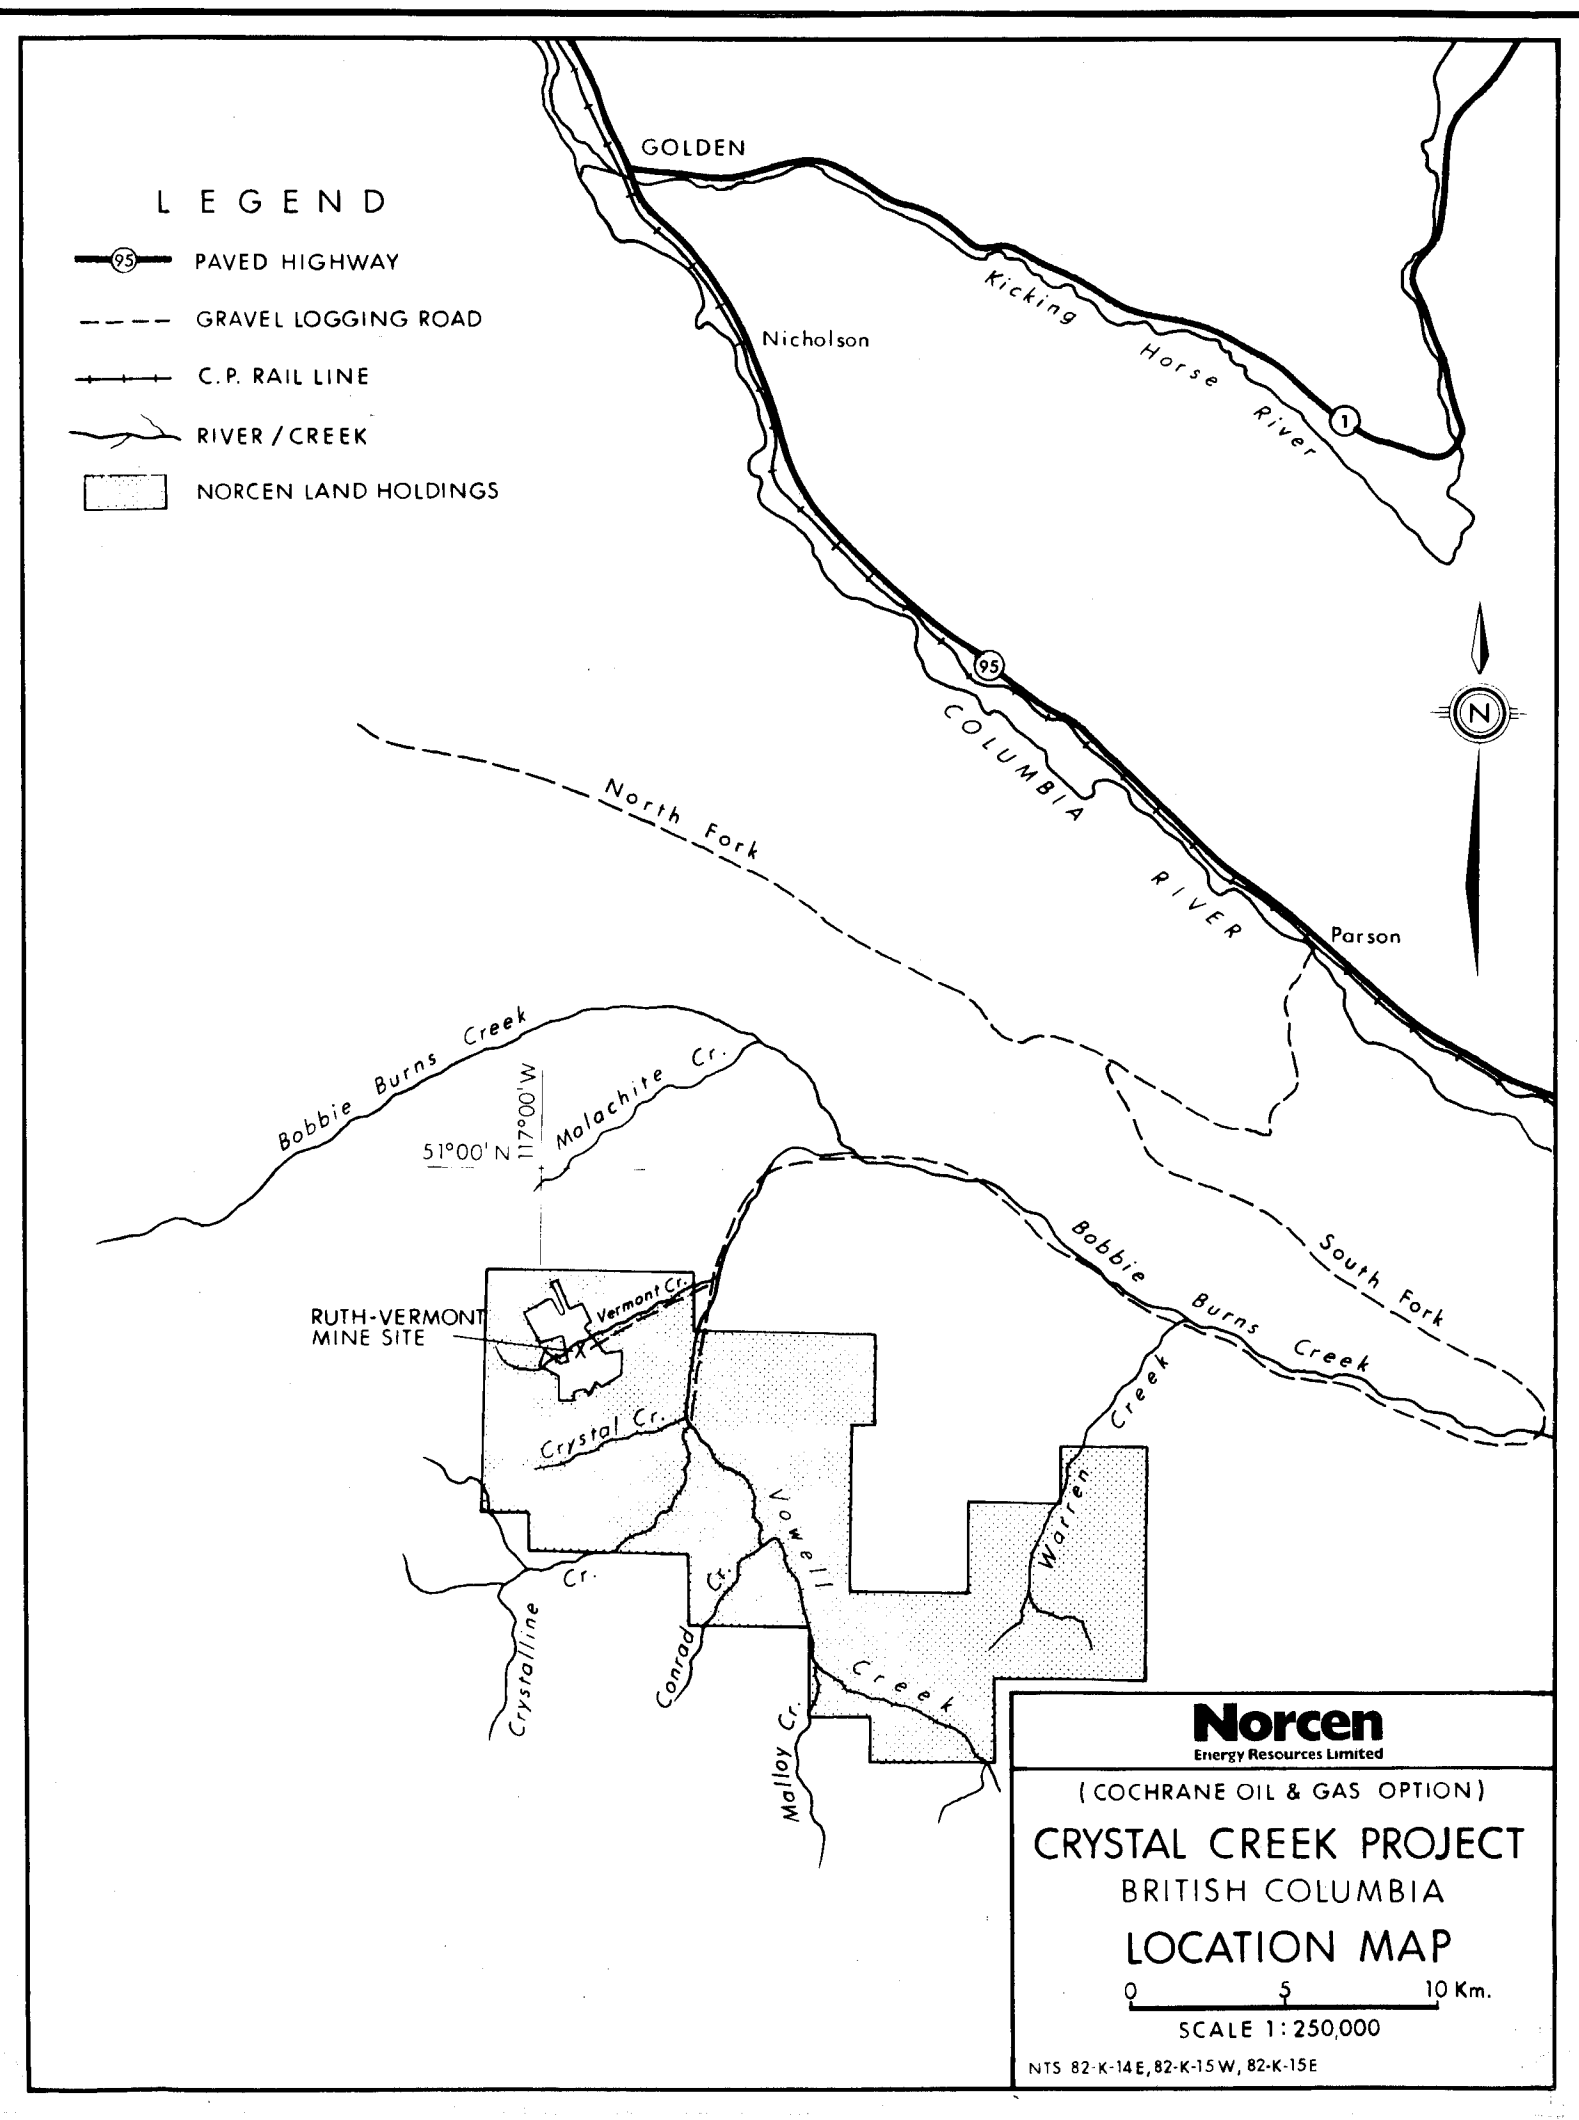 GOLDEN
LEGEND
95 PAVED HIGHWAY
GRAVEL LOGGING ROAD
C.P. RAIL LINE
RIVER / CREEK
NORCEN LAND HOLDINGS
Kicking Horse River
Nicholson
1
95
COLUMBIA RIVER
N
North Fork
Parson
Bobbie Burns Creek
Malachite Cr.
117°00'W
51°00'N
South Fork
Bobbie Burns Creek
RUTH-VERMONT
MINE SITE
Vermont Cr.
X
Crystal Cr.
Vowell Creek
Warren Creek
Crystalline Cr.
Conrad Cr.
Malloy Cr.
Norcen
Energy Resources Limited
(COCHRANE OIL & GAS OPTION)
CRYSTAL CREEK PROJECT
BRITISH COLUMBIA
LOCATION MAP
0 5 10 Km.
SCALE 1:250,000
NTS 82-K-14E, 82-K-15W, 82-K-15E